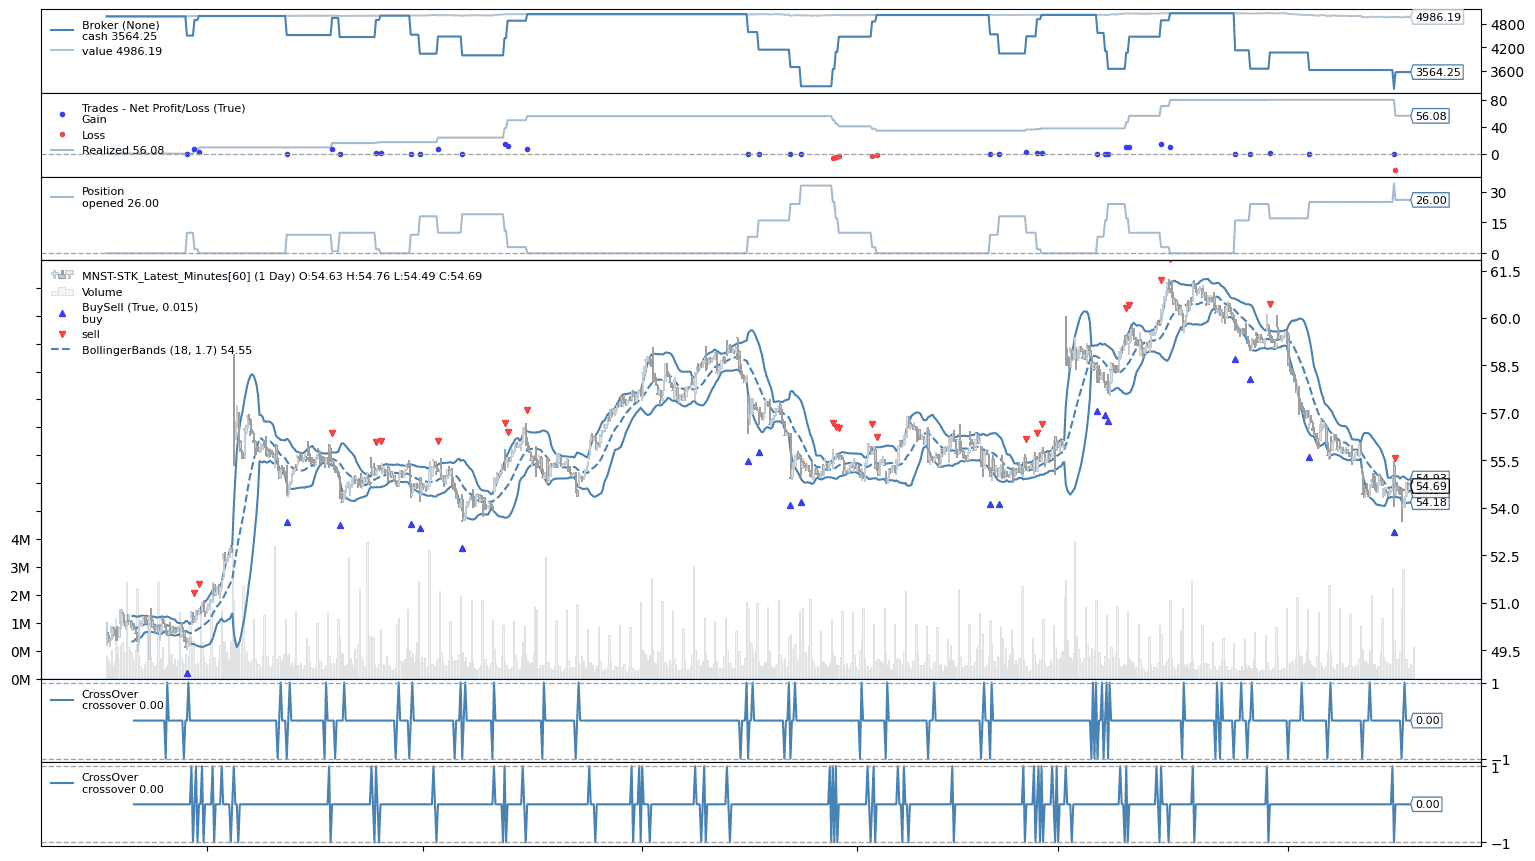 Broker (None)
cash 3564.25
value 4986.19
4986.19
4800
4200
3600
3564.25
Trades - Net Profit/Loss (True)
Gain
Loss
Realized 56.08
80
56.08
40
0
Position
opened 26.00
30
26.00
15
0
MNST-STK_Latest_Minutes[60] (1 Day) O:54.63 H:54.76 L:54.49 C:54.69
Volume
BuySell (True, 0.015)
buy
sell
BollingerBands (18, 1.7) 54.55
61.5
60.0
58.5
57.0
55.5
54.93
54.69
54.18
54.0
52.5
51.0
49.5
4M
3M
2M
1M
0M
0M
CrossOver
crossover 0.00
1
0.00
−1
CrossOver
crossover 0.00
1
0.00
−1